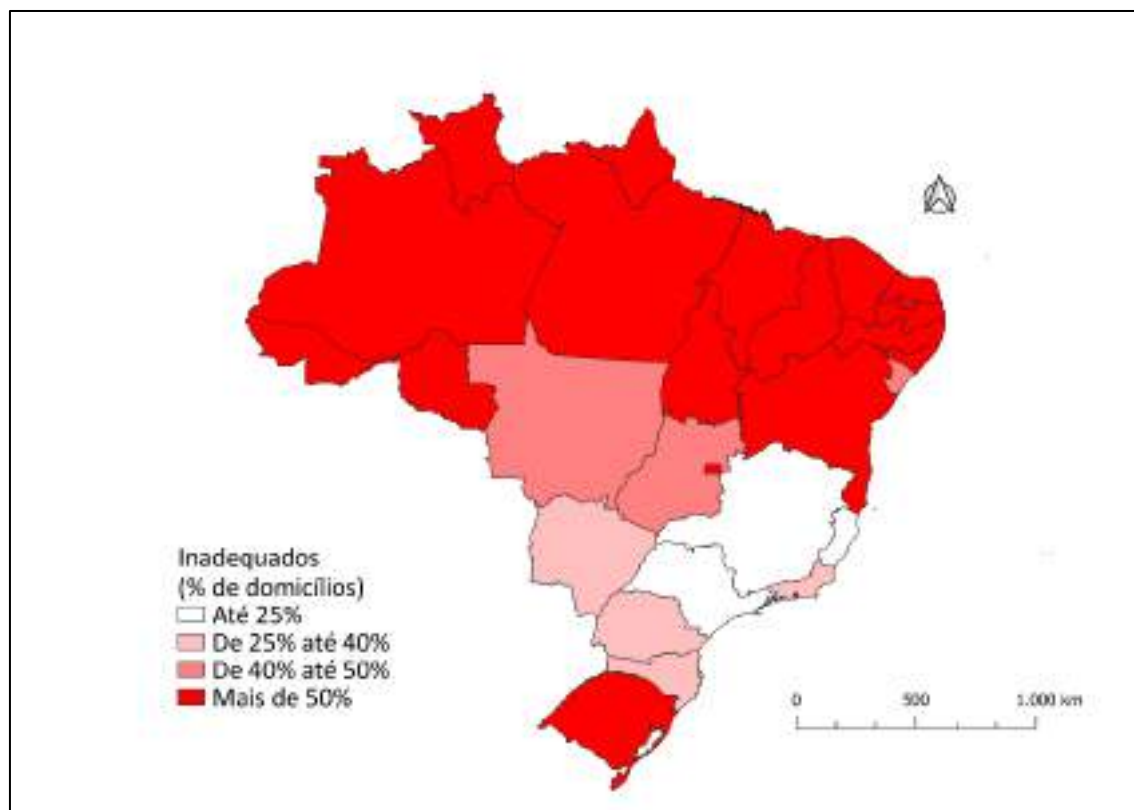 Inadequados
(% de domicílios)
Até 25%
De 25% até 40%
De 40% até 50%
Mais de 50%
0 500 1.000 km